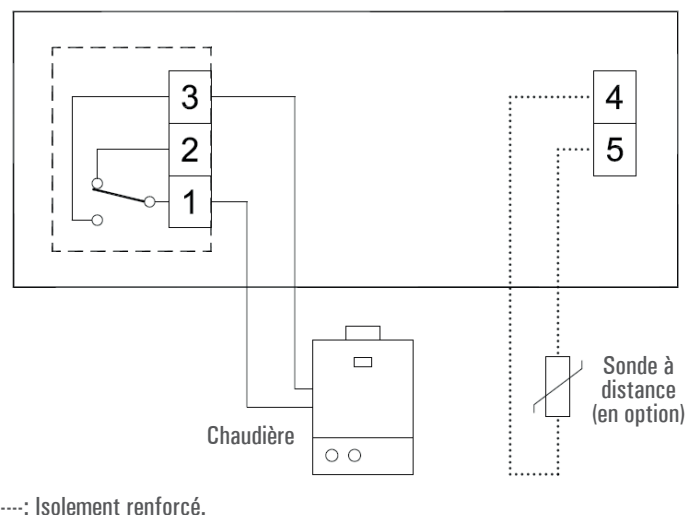 3
2
1
4
5
Sonde à
distance
(en option)
Chaudière
----: Isolement renforcé.